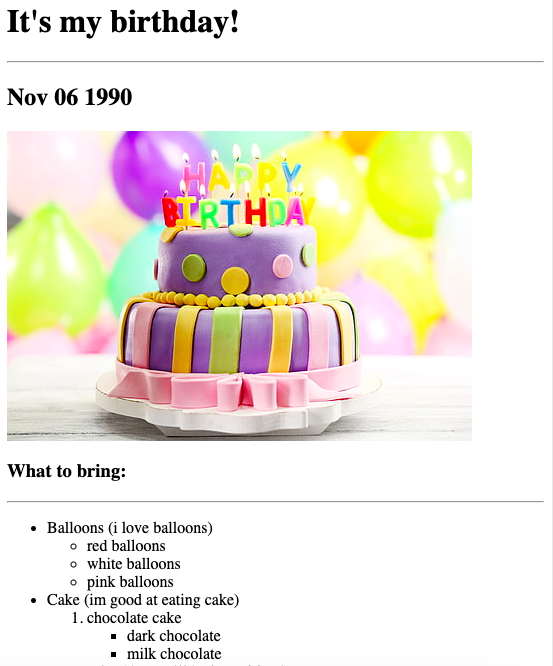 It's my birthday!
Nov 06 1990
HAPPY
BIRTHDAY
What to bring:
Balloons (i love balloons)
red balloons
white balloons
pink balloons
Cake (im good at eating cake)
1. chocolate cake
dark chocolate
milk chocolate